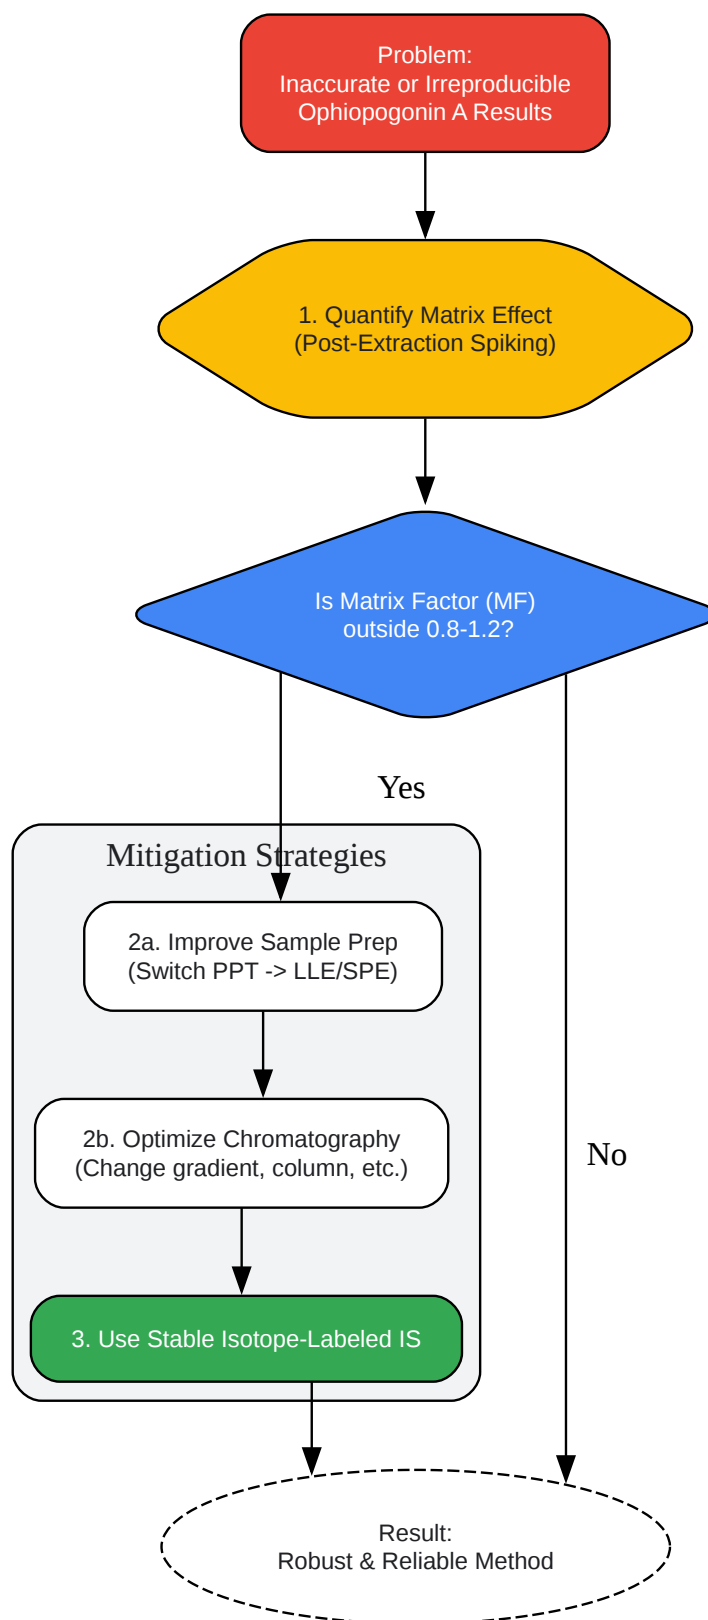 Problem:
Inaccurate or Irreproducible
Ophiopogonin A Results
1. Quantify Matrix Effect
(Post-Extraction Spiking)
Is Matrix Factor (MF)
outside 0.8-1.2?
Yes
Mitigation Strategies
2a. Improve Sample Prep
(Switch PPT -> LLE/SPE)
2b. Optimize Chromatography
(Change gradient, column, etc.)
No
3. Use Stable Isotope-Labeled IS
Result:
Robust & Reliable Method